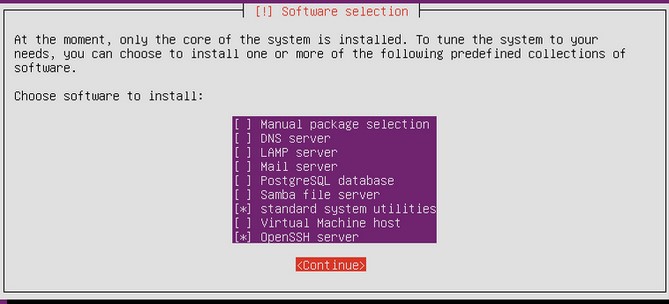 [!] Software selection
At the moment, only the core of the system is installed. To tune the system to your
needs, you can choose to install one or more of the following predefined collections of
software.
Choose software to install:
[ ] Manual package selection
[ ] DNS server
[ ] LAMP server
[ ] Mail server
[ ] PostgreSQL database
[ ] Samba file server
[*] standard system utilities
[ ] Virtual Machine host
[*] OpenSSH server
<Continue>